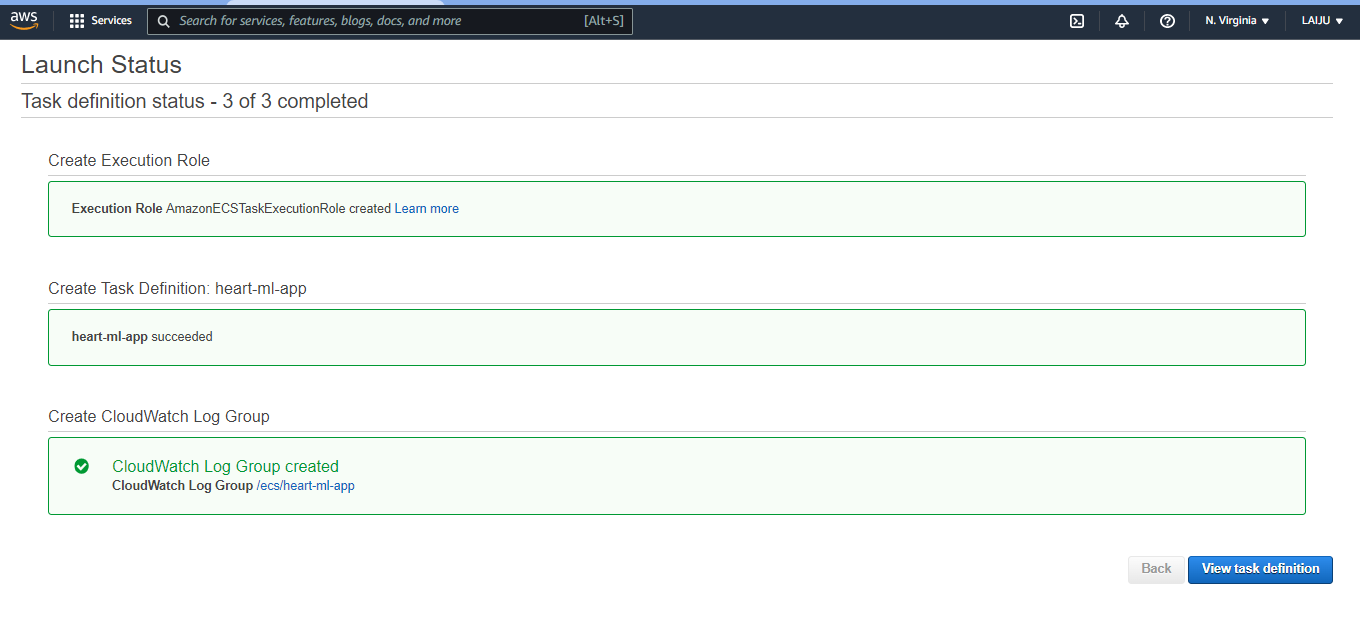 aws Services Search for services, features, blogs, docs, and more [Alt+S] N. Virginia LAIJU
Launch Status
Task definition status - 3 of 3 completed
Create Execution Role
Execution Role AmazonECSTaskExecutionRole created Learn more
Create Task Definition: heart-ml-app
heart-ml-app succeeded
Create CloudWatch Log Group
CloudWatch Log Group created
CloudWatch Log Group /ecs/heart-ml-app
Back View task definition